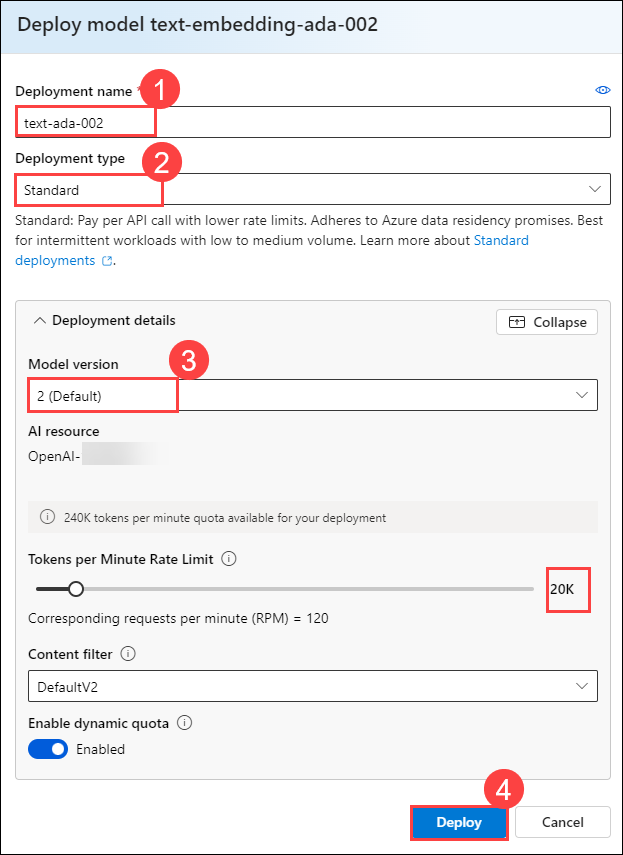 Deploy model text-embedding-ada-002
Deployment name *
1
text-ada-002
Deployment type
2
Standard
Standard: Pay per API call with lower rate limits. Adheres to Azure data residency promises. Best
for intermittent workloads with low to medium volume. Learn more about Standard
deployments.
Deployment details
Collapse
Model version
3
2 (Default)
AI resource
OpenAI-
240K tokens per minute quota available for your deployment
Tokens per Minute Rate Limit
20K
Corresponding requests per minute (RPM) = 120
Content filter
DefaultV2
Enable dynamic quota
Enabled
4
Deploy
Cancel